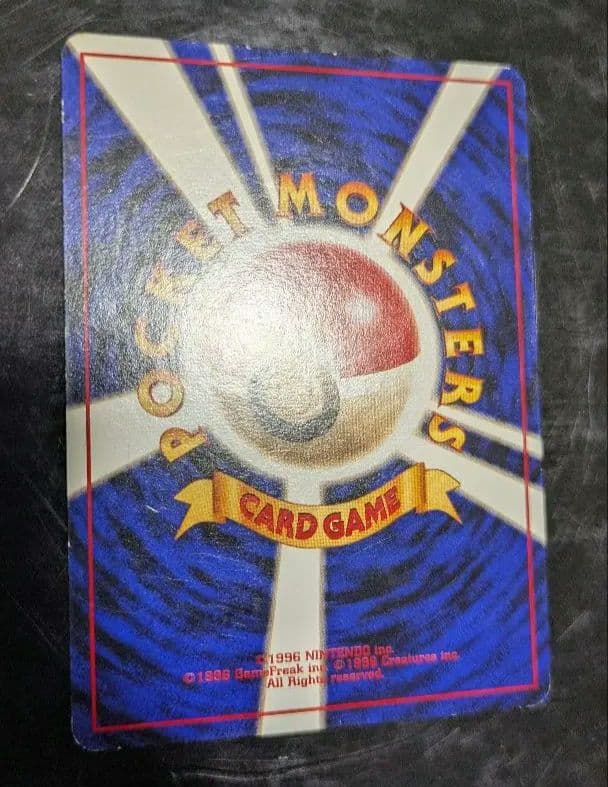 POCKET MONSTERS
CARD GAME
©1996 NINTENDO inc.
©1996 GameFreak inc. ©1996 Creatures inc.
All Rights reserved.